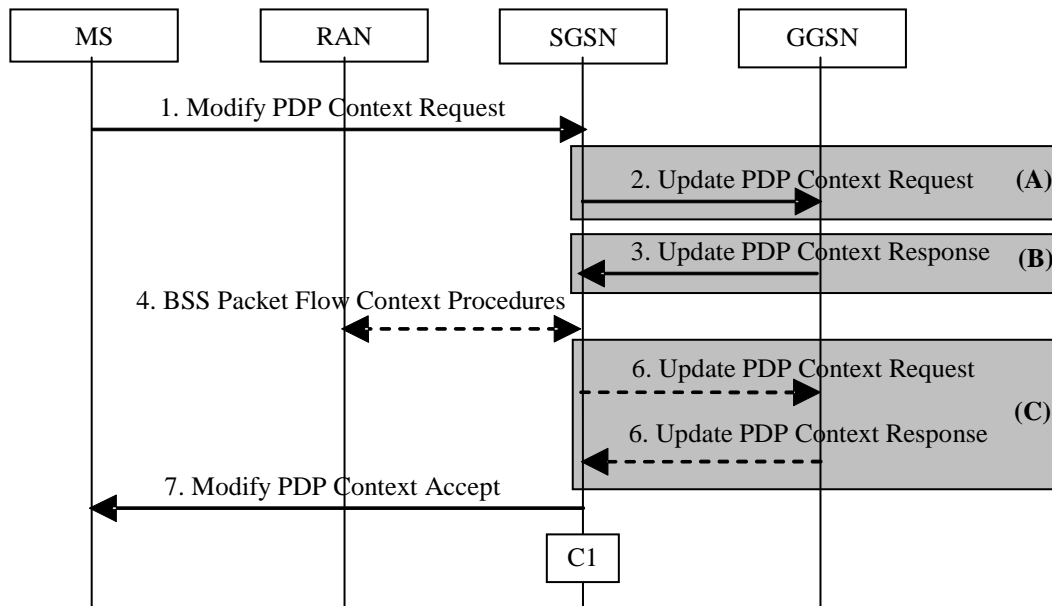 MS
RAN
SGSN
GGSN
1. Modify PDP Context Request
2. Update PDP Context Request
(A)
3. Update PDP Context Response
(B)
4. BSS Packet Flow Context Procedures
6. Update PDP Context Request
(C)
6. Update PDP Context Response
7. Modify PDP Context Accept
C1